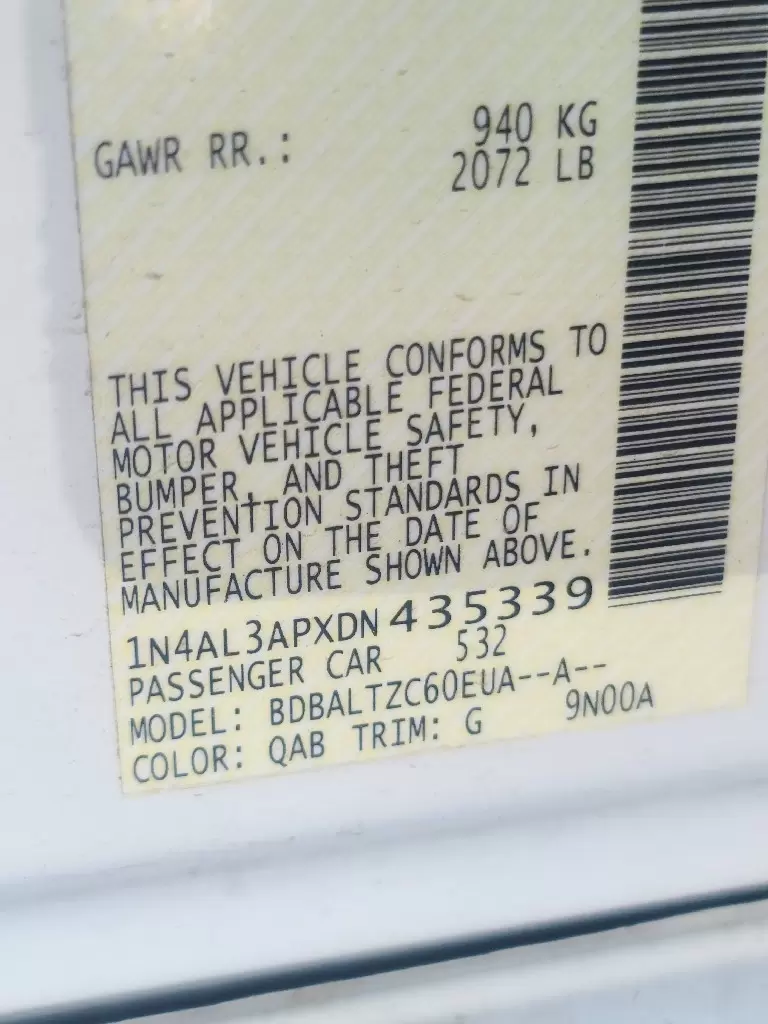 940 KG
GAWR RR.: 2072 LB
THIS VEHICLE CONFORMS TO
ALL APPLICABLE FEDERAL
MOTOR VEHICLE SAFETY,
BUMPER, AND THEFT
PREVENTION STANDARDS IN
EFFECT ON THE DATE OF
MANUFACTURE SHOWN ABOVE.
1N4AL3APXDN 435339
PASSENGER CAR 532
MODEL: BDBALTZC60EUA--A--
COLOR: QAB TRIM: G 9N00A